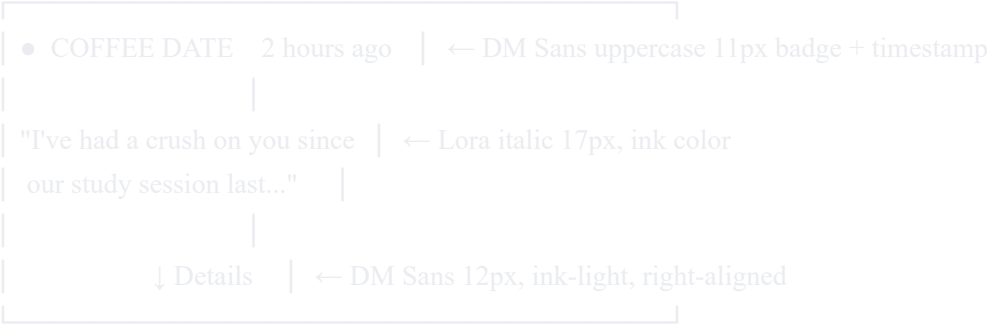 ● COFFEE DATE 2 hours ago │ ← DM Sans uppercase 11px badge + timestamp
"I've had a crush on you since │ ← Lora italic 17px, ink color
our study session last..." │
↓ Details │ ← DM Sans 12px, ink-light, right-aligned